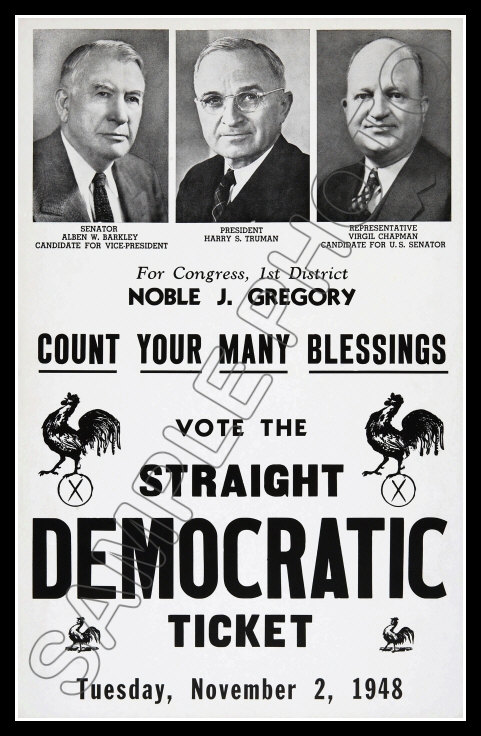 SENATOR
ALBEN W. BARKLEY
CANDIDATE FOR VICE-PRESIDENT
PRESIDENT
HARRY S. TRUMAN
REPRESENTATIVE
VIRGIL CHAPMAN
CANDIDATE FOR U.S. SENATOR
For Congress, 1st District
NOBLE J. GREGORY
COUNT YOUR MANY BLESSINGS
VOTE THE
X
X
STRAIGHT
DEMOCRATIC
TICKET
Tuesday, November 2, 1948
SAMPLE PHOTO